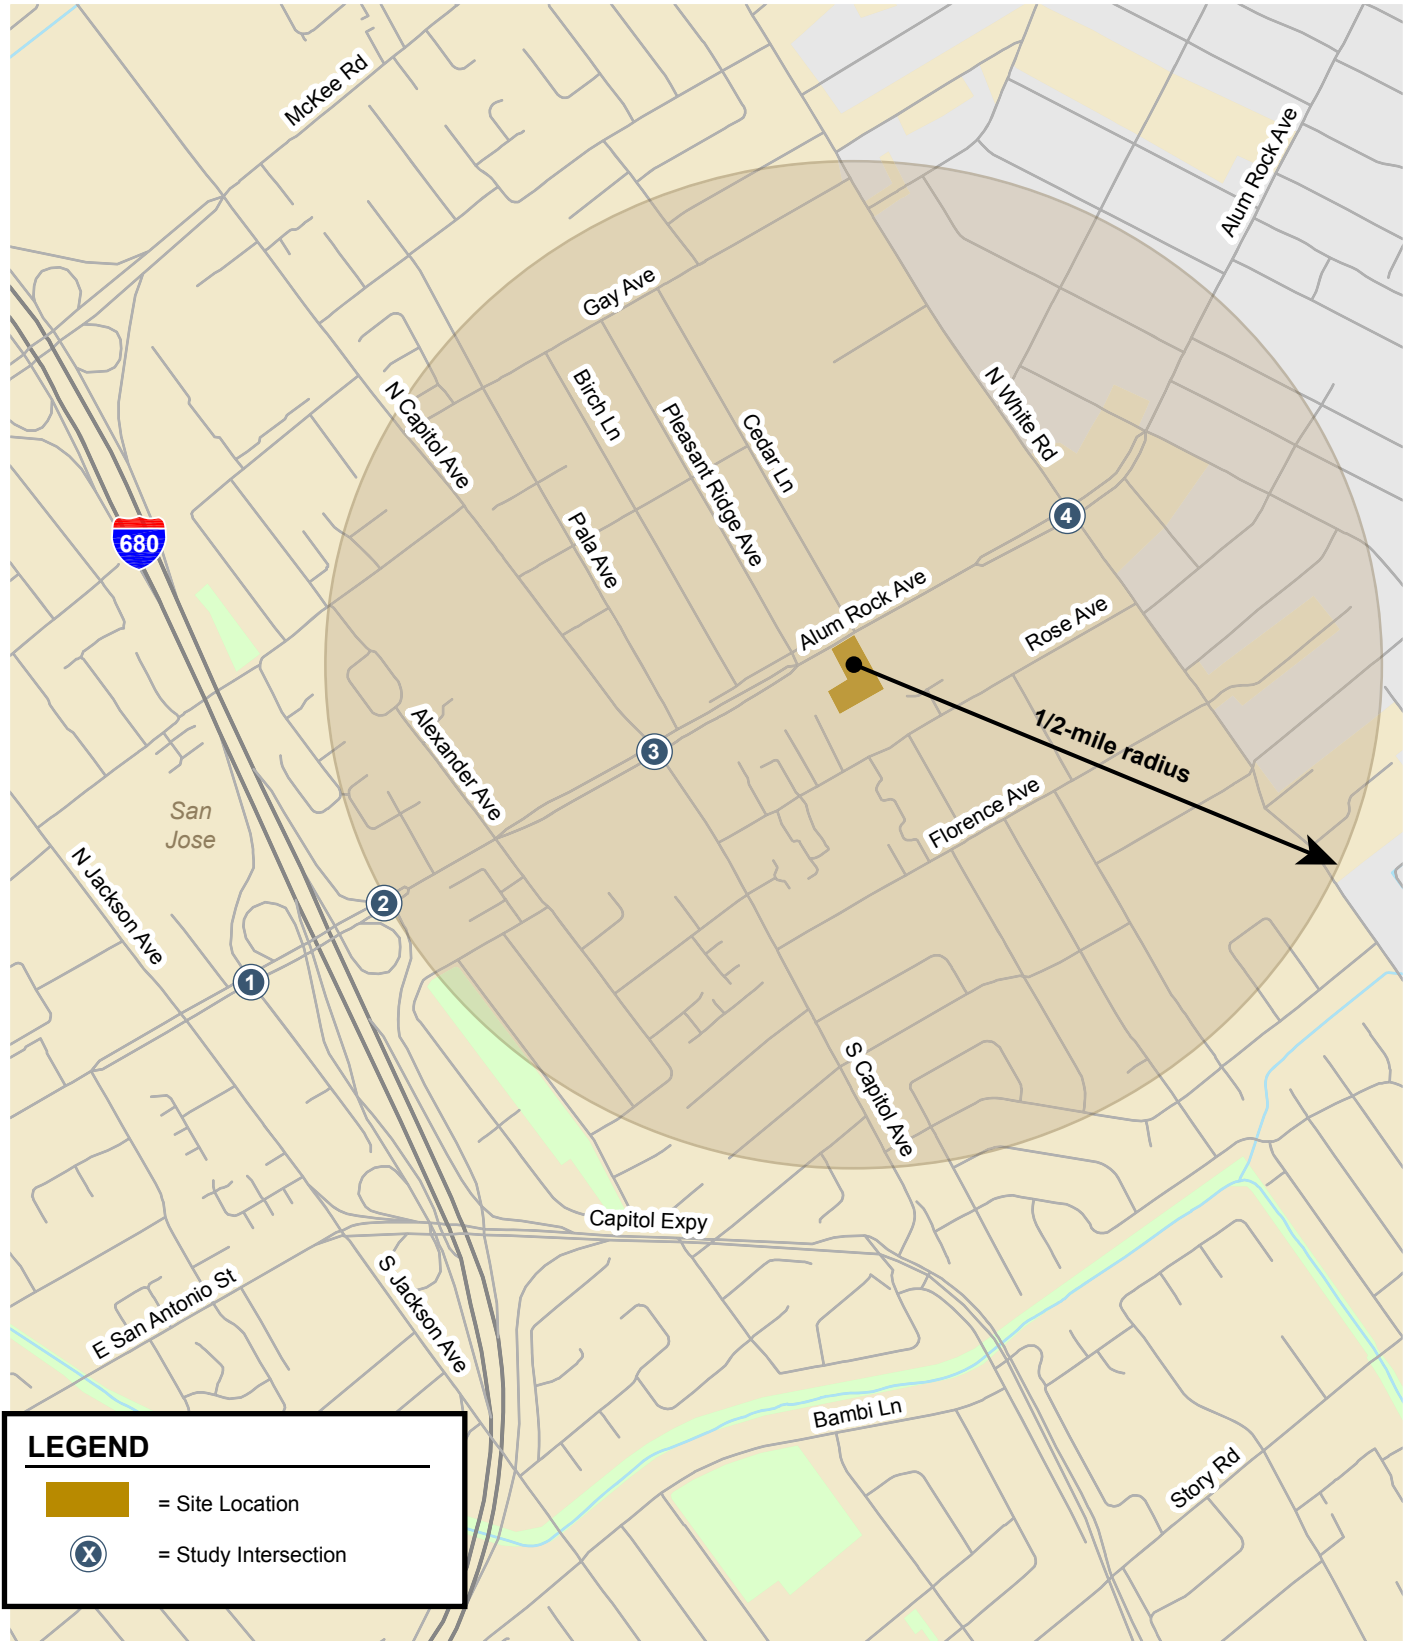 McKee Rd
Alum Rock Ave
Gay Ave
N Capitol Ave
Birch Ln
Pleasant Ridge Ave
Cedar Ln
N White Rd
680
Pala Ave
4
Alum Rock Ave
Rose Ave
Alexander Ave
3
1/2-mile radius
San
Jose
Florence Ave
N Jackson Ave
2
1
S Capitol Ave
Capitol Expy
E San Antonio St
S Jackson Ave
Bambi Ln
Story Rd
LEGEND
= Site Location
X = Study Intersection